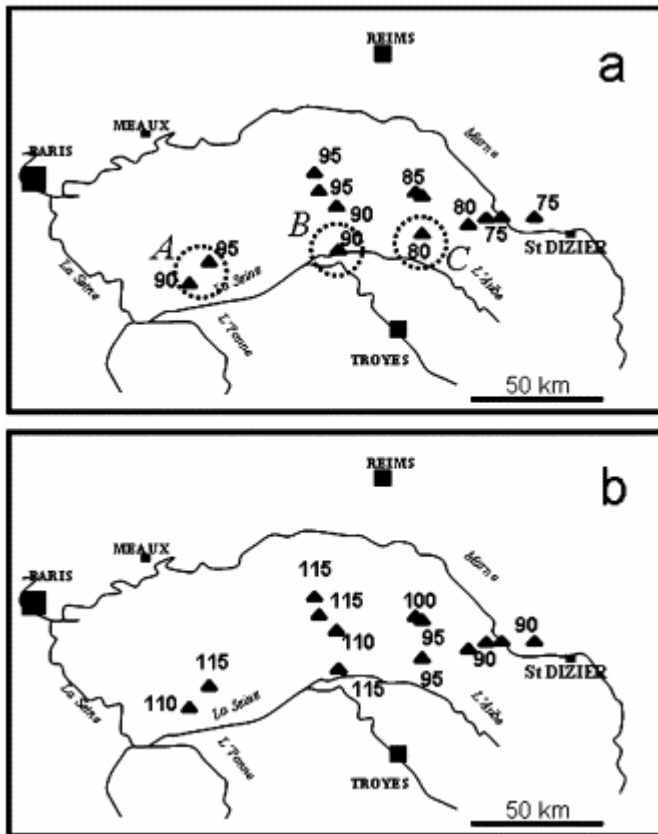 REIMS
a
MEAUX
Marne
PARIS
95
85
95
80
75
B
90
75
A
95
90
80
C
St DIZIER
La Seine
90
La Seine
L'Aube
L'Yonne
TROYES
50 km
REIMS
b
MEAUX
Marne
PARIS
115
100
115
90
110
95
90
115
115
95
St DIZIER
110
La Seine
La Seine
L'Aube
L'Yonne
TROYES
50 km